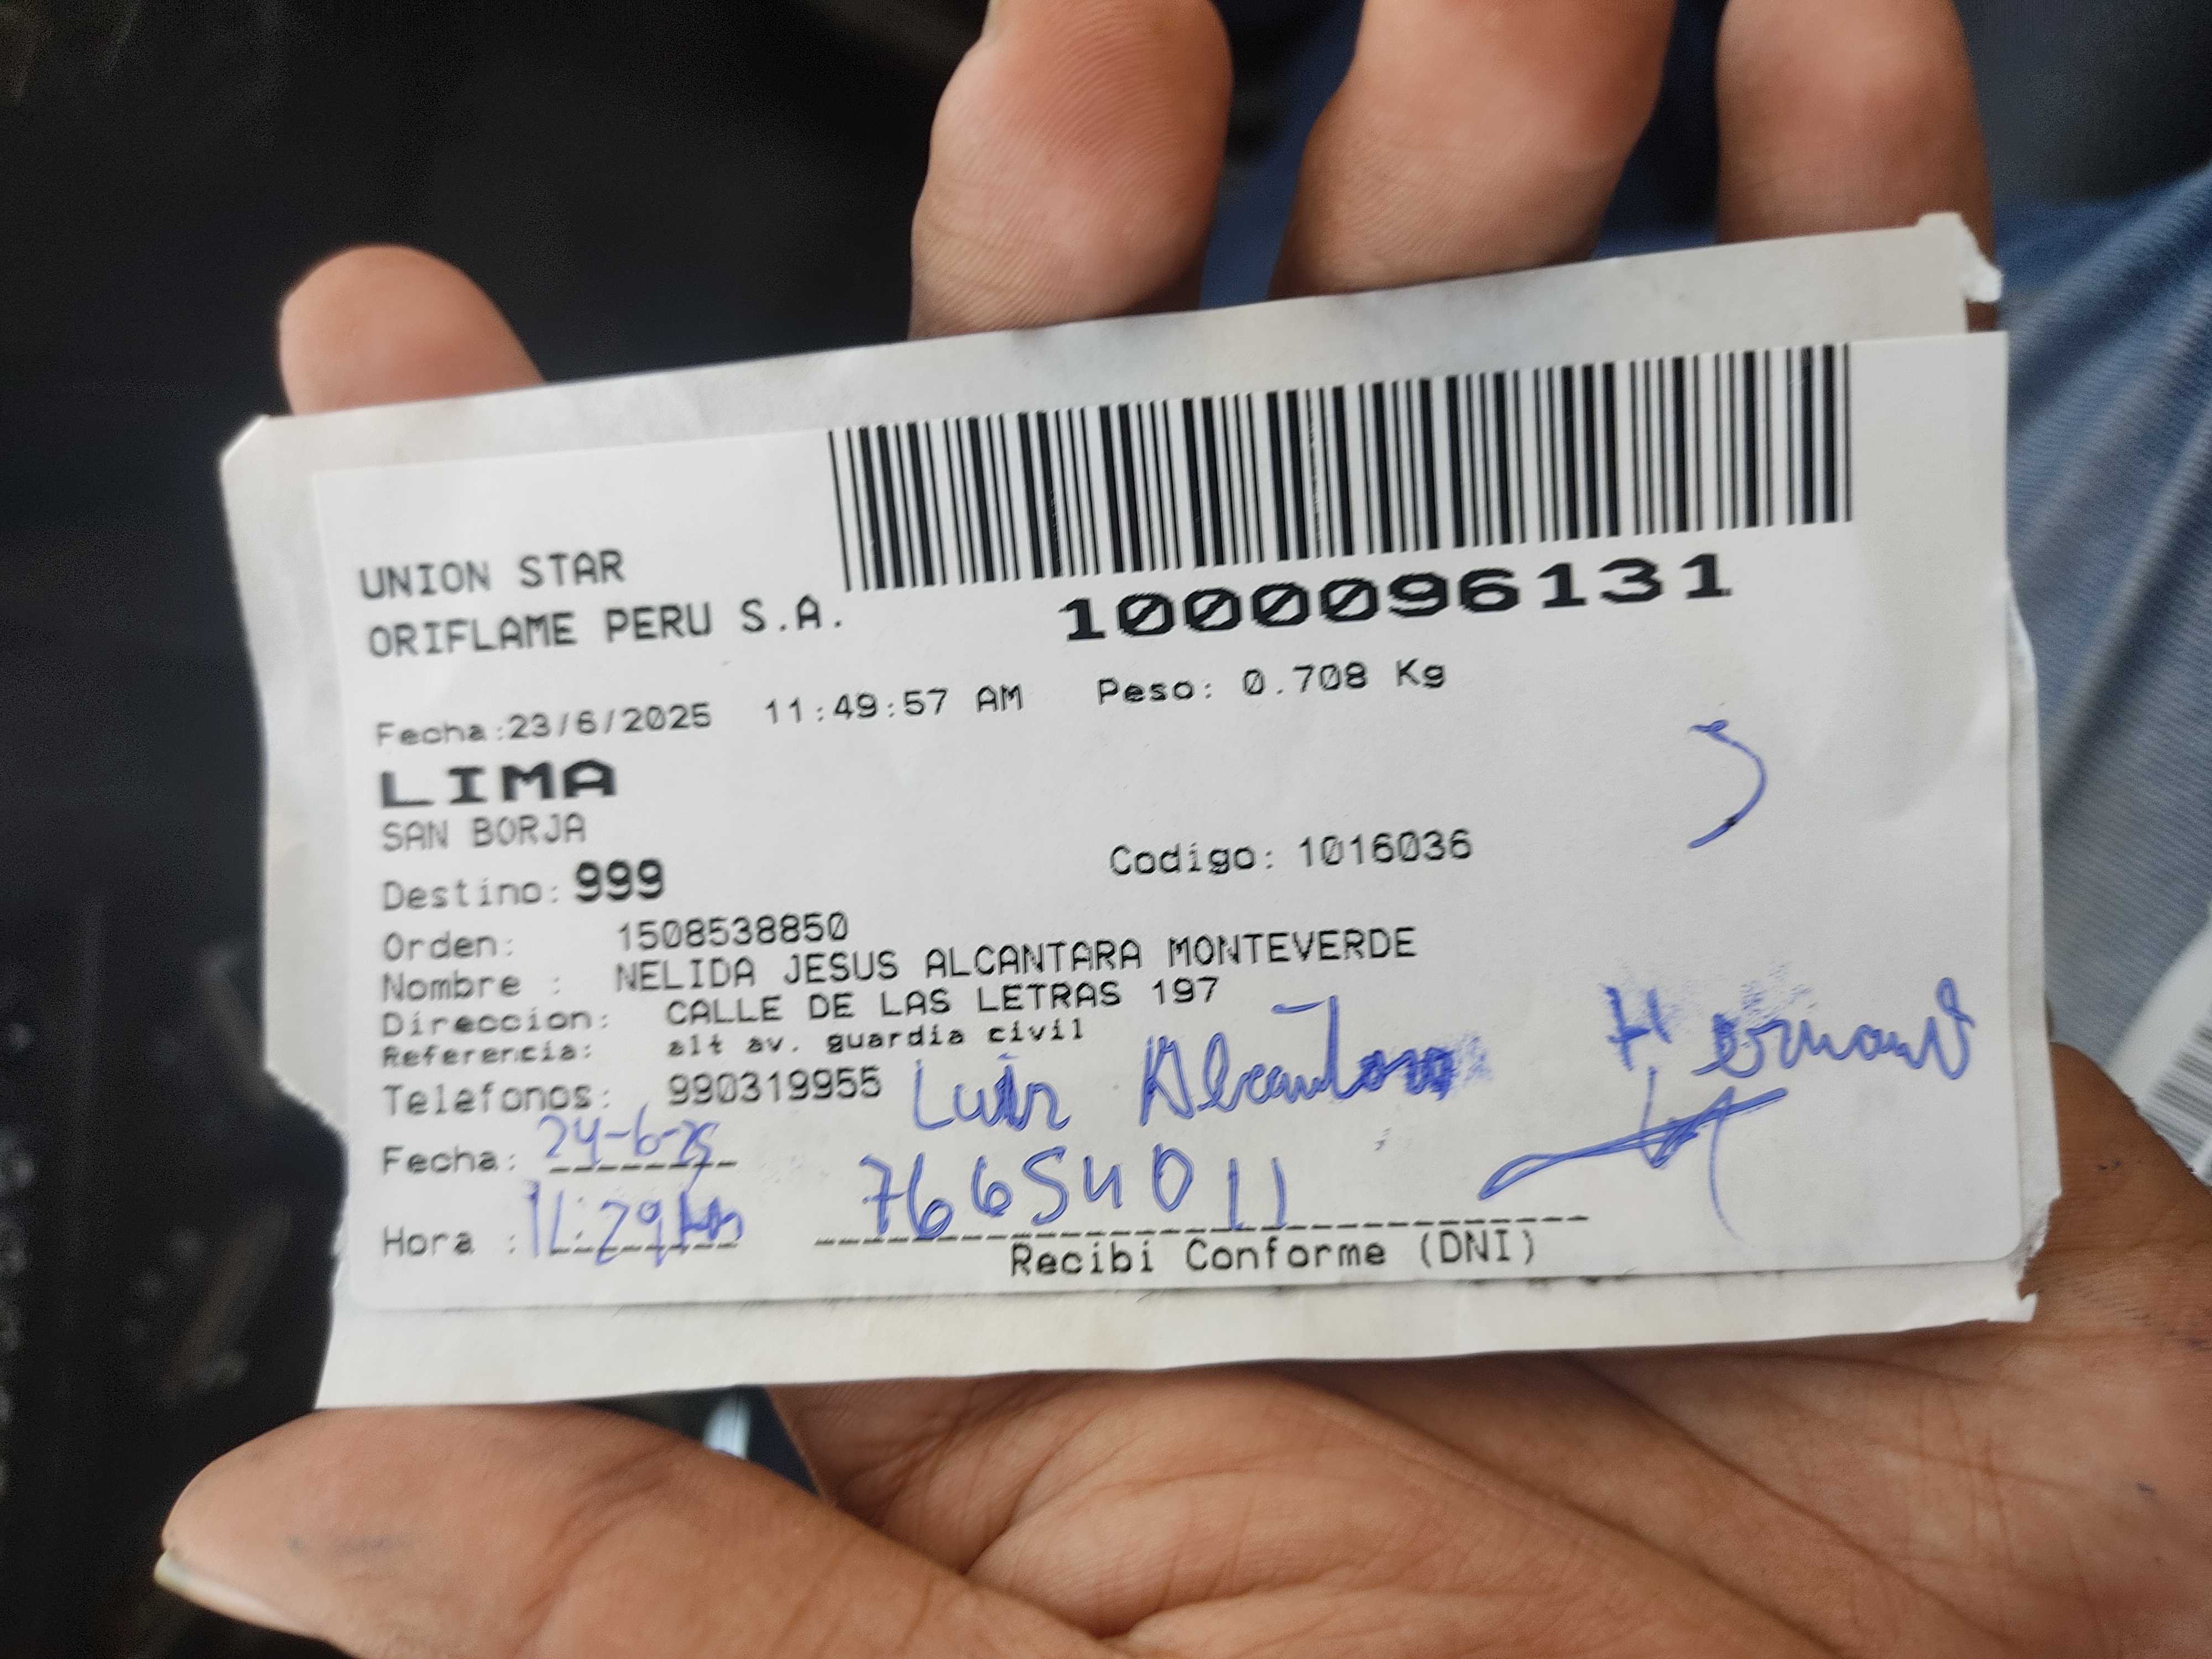 UNION STAR
ORIFLAME PERU S.A.
1000096131
Fecha:23/6/2025 11:49:57 AM Peso: 0.708 Kg
LIMA
SAN BORJA
Destino: 999 Codigo: 1016036
Orden: 1508538850
Nombre : NELIDA JESUS ALCANTARA MONTEVERDE
Direccion: CALLE DE LAS LETRAS 197
Referencia: alt av. guardia civil
Telefonos: 990319955 Luis Alcantara
Fecha: 24-6-25
Hora : 11:29 76654011
Recibi Conforme (DNI)